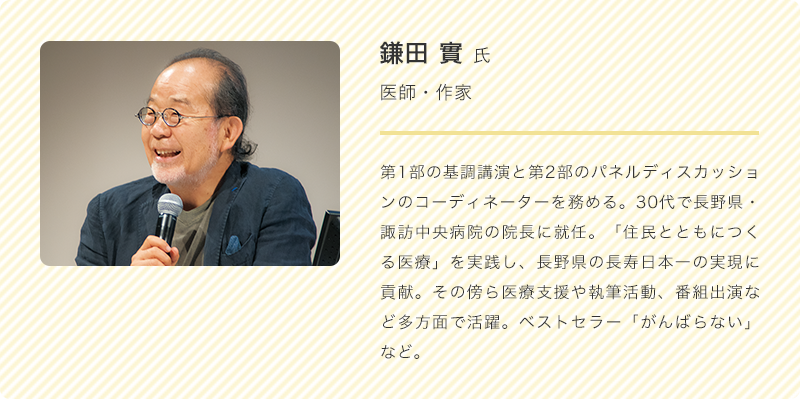 鎌田 實 氏
医師・作家
第1部の基調講演と第2部のパネルディスカッショ
ンのコーディネーターを務める。30代で長野県・
諏訪中央病院の院長に就任。「住民とともにつく
る医療」を実践し、長野県の長寿日本一の実現に
貢献。その傍ら医療支援や執筆活動、番組出演な
ど多方面で活躍。ベストセラー「がんばらない」
など。